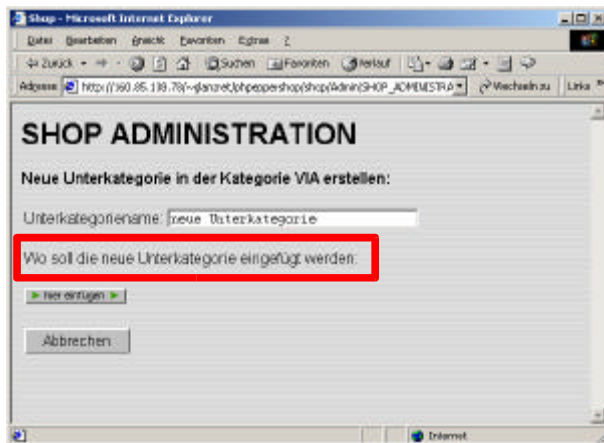 Shop - Microsoft Internet Explorer
Datei Bearbeiten Ansicht Favoriten Extras ?
Zurück Suchen Favoriten Verlauf
Adresse Wechseln zu Links
SHOP ADMINISTRATION
Neue Unterkategorie in der Kategorie VIA erstellen:
Unterkategoriename: neue Unterkategorie
Wo soll die neue Unterkategorie eingefügt werden:
hier einfügen
Abbrechen
Internet